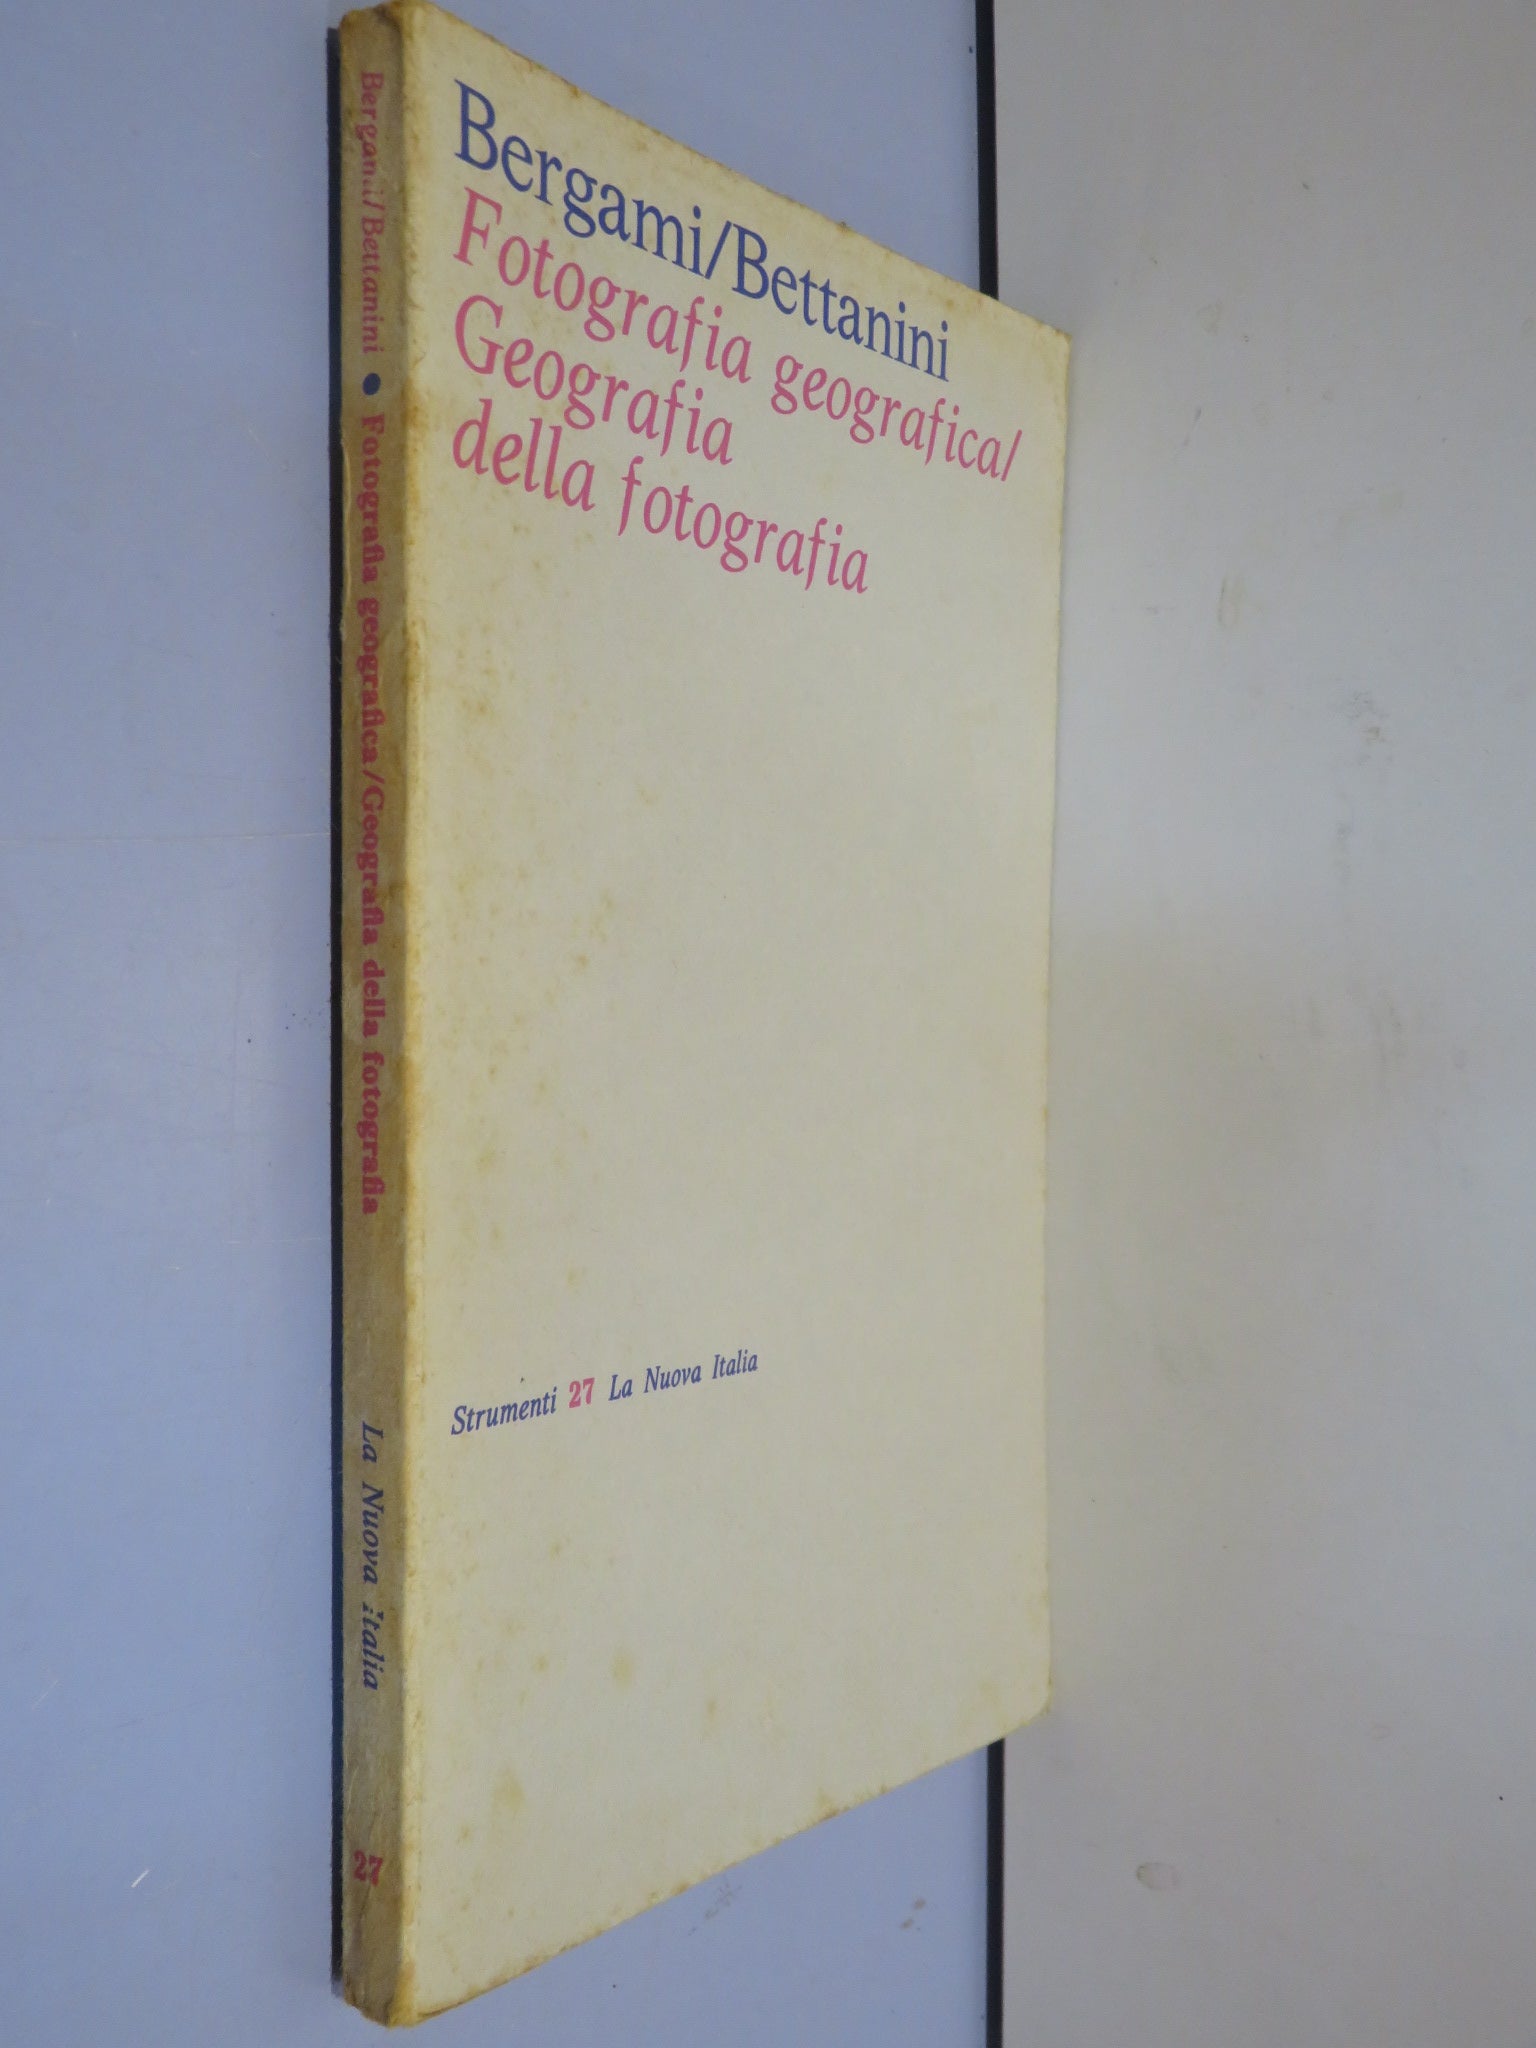 Bergami/Bettanini
Fotografia geografica/
Geografia
della fotografia
Strumenti 27 La Nuova Italia
Bergami/Bettanini • Fotografia geografica/Geografia della fotografia La Nuova Italia 27